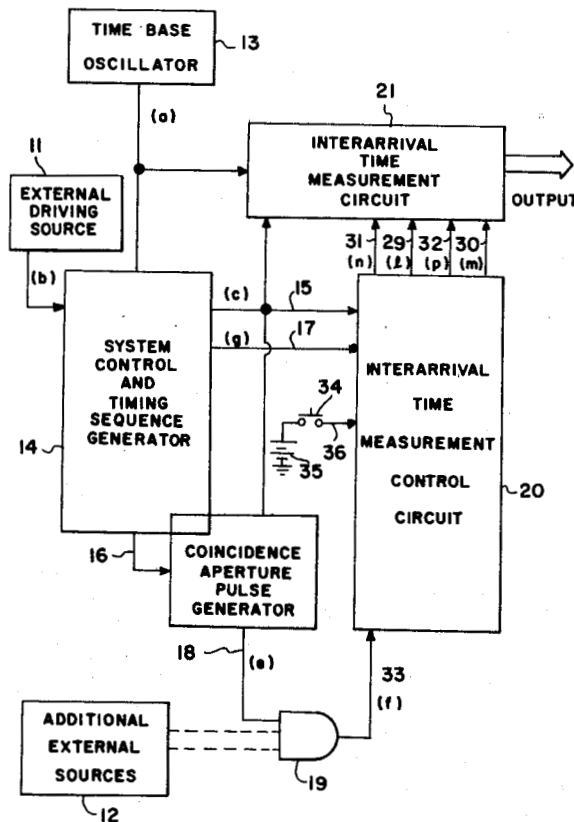 TIME BASE
OSCILLATOR
13
(a)
21
INTERARRIVAL
TIME
MEASUREMENT
CIRCUIT
OUTPUT
11
EXTERNAL
DRIVING
SOURCE
(b)
31 29 32 30
(n) (l) (p) (m)
(c) 15
(g) 17
SYSTEM
CONTROL
AND
TIMING
SEQUENCE
GENERATOR
14
INTERARRIVAL
TIME
MEASUREMENT
CONTROL
CIRCUIT
20
34
36
35
16
COINCIDENCE
APERTURE
PULSE
GENERATOR
18
(e)
33
(f)
ADDITIONAL
EXTERNAL
SOURCES
12
19